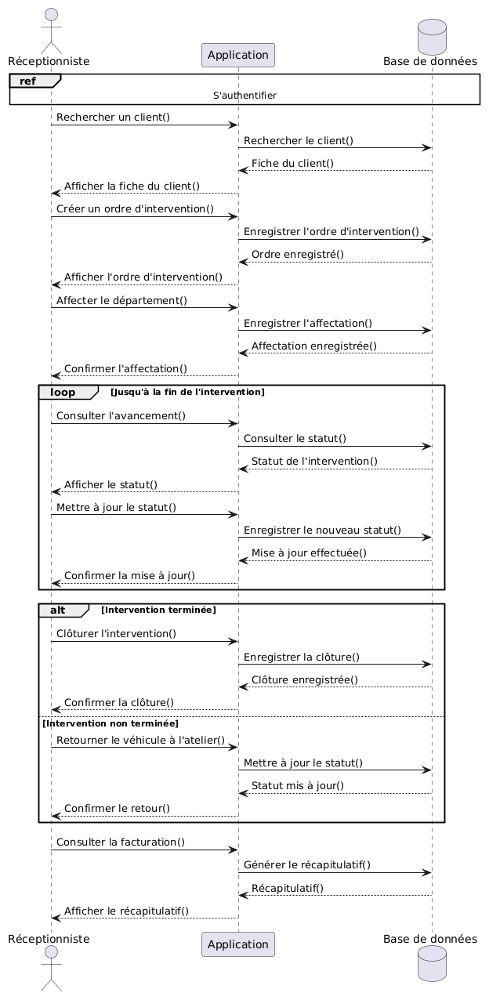 Réceptionniste
Application
Base de données
ref
S'authentifier
Rechercher un client()
Rechercher le client()
Fiche du client()
Afficher la fiche du client()
Créer un ordre d'intervention()
Enregistrer l'ordre d'intervention()
Ordre enregistré()
Afficher l'ordre d'intervention()
Affecter le département()
Enregistrer l'affectation()
Affectation enregistrée()
Confirmer l'affectation()
loop [Jusqu'à la fin de l'intervention]
Consulter l'avancement()
Consulter le statut()
Statut de l'intervention()
Afficher le statut()
Mettre à jour le statut()
Enregistrer le nouveau statut()
Mise à jour effectuée()
Confirmer la mise à jour()
alt [Intervention terminée]
Clôturer l'intervention()
Enregistrer la clôture()
Clôture enregistrée()
Confirmer la clôture()
[Intervention non terminée]
Retourner le véhicule à l'atelier()
Mettre à jour le statut()
Statut mis à jour()
Confirmer le retour()
Consulter la facturation()
Générer le récapitulatif()
Récapitulatif()
Afficher le récapitulatif()
Réceptionniste
Application
Base de données